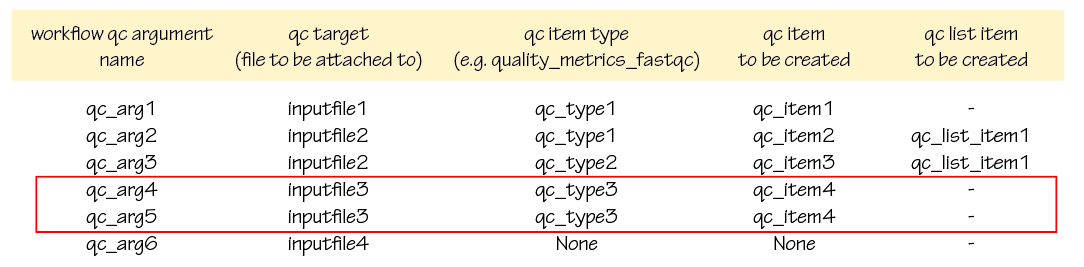 workflow qc argument qc target qc item type qc item qc list item
name (file to be attached to) (e.g. quality_metrics_fastqc) to be created to be created
qc_arg1 inputfile1 qc_type1 qc_item1 -
qc_arg2 inputfile2 qc_type1 qc_item2 qc_list_item1
qc_arg3 inputfile2 qc_type2 qc_item3 qc_list_item1
qc_arg4 inputfile3 qc_type3 qc_item4 -
qc_arg5 inputfile3 qc_type3 qc_item4 -
qc_arg6 inputfile4 None None -